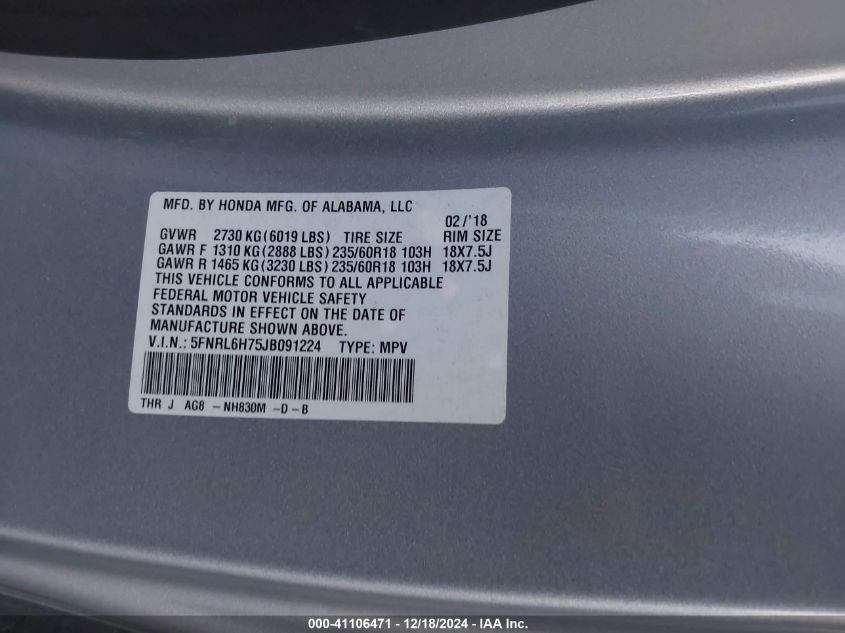 MFD. BY HONDA MFG. OF ALABAMA, LLC
02/'18
GVWR 2730 KG(6019 LBS) TIRE SIZE RIM SIZE
GAWR F 1310 KG(2888 LBS) 235/60R18 103H 18X7.5J
GAWR R 1465 KG(3230 LBS) 235/60R18 103H 18X7.5J
THIS VEHICLE CONFORMS TO ALL APPLICABLE
FEDERAL MOTOR VEHICLE SAFETY
STANDARDS IN EFFECT ON THE DATE OF
MANUFACTURE SHOWN ABOVE.
V.I.N.: 5FNRL6H75JB091224 TYPE: MPV
THR J AG8 -NH830M -D-B
000-41106471 - 12/18/2024 - IAA Inc.